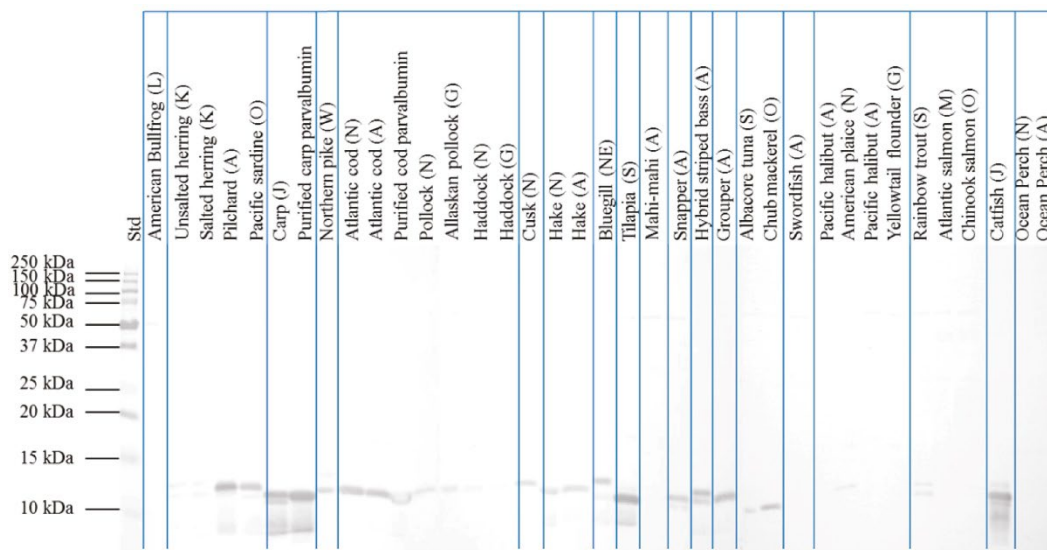 Std
American Bullfrog (L)
Unsalted herring (K)
Salted herring (K)
Pilchard (A)
Pacific sardine (O)
Carp (J)
Purified carp parvalbumin
Northern pike (W)
Atlantic cod (N)
Atlantic cod (A)
Purified cod parvalbumin
Pollock (N)
Allaskan pollock (G)
Haddock (N)
Haddock (G)
Cusk (N)
Hake (N)
Hake (A)
Bluegill (NE)
Tilapia (S)
Mahi-mahi (A)
Snapper (A)
Hybrid striped bass (A)
Grouper (A)
Albacore tuna (S)
Chub mackerel (O)
Swordfish (A)
Pacific halibut (A)
American plaice (N)
Pacific halibut (A)
Yellowtail flounder (G)
Rainbow trout (S)
Atlantic salmon (M)
Chinook salmon (O)
Catfish (J)
Ocean Perch (N)
Ocean Perch (A)
250 kDa
150 kDa
100 kDa
75 kDa
50 kDa
37 kDa
25 kDa
20 kDa
15 kDa
10 kDa